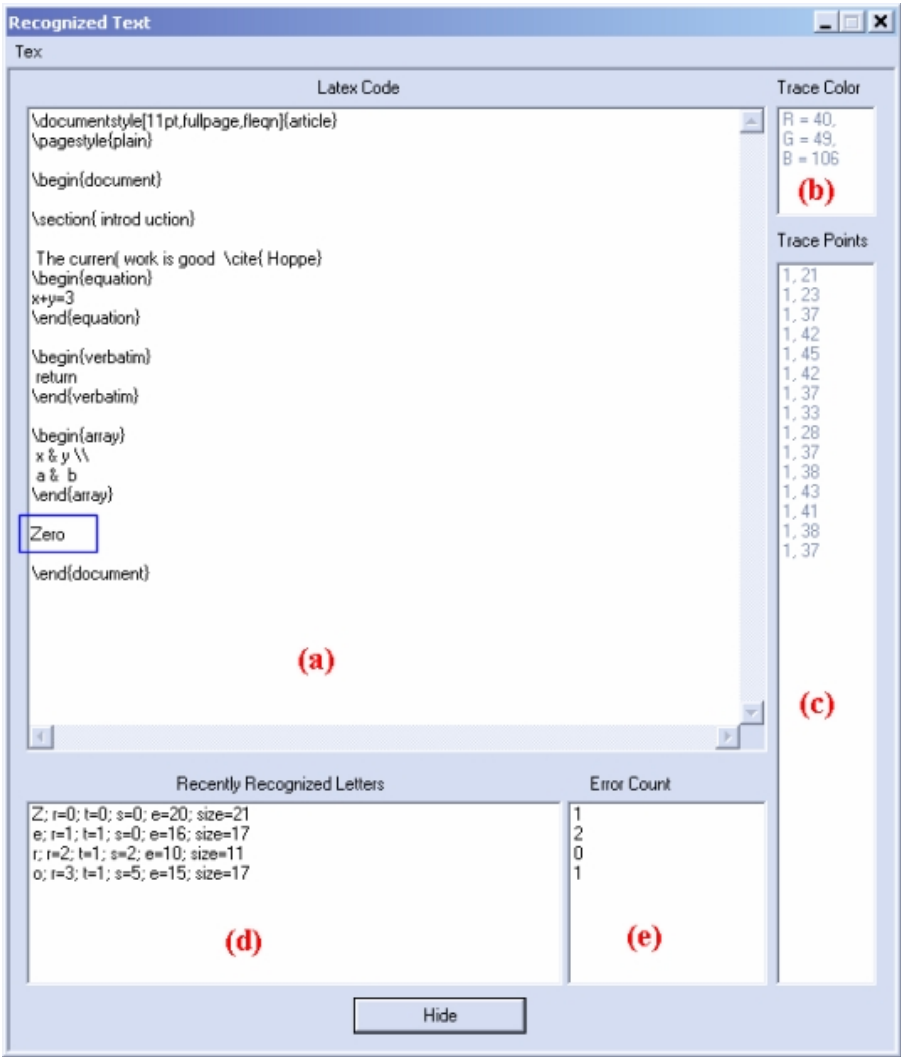 Recognized Text
Tex
Latex Code
\documentstyle[11pt,fullpage,fleqn]{article}
\pagestyle{plain}
\begin{document}
\section{ introd uction}
The curren( work is good  \cite{ Hoppe}
\begin{equation}
x+y=3
\end{equation}
\begin{verbatim}
return
\end{verbatim}
\begin{array}
x & y \\
a &  b
\end{array}
Zero
\end{document}
(a)
Trace Color
R = 40,
G = 49,
B = 106
(b)
Trace Points
1, 21
1, 23
1, 37
1, 42
1, 45
1, 42
1, 37
1, 33
1, 28
1, 37
1, 38
1, 43
1, 41
1, 38
1, 37
(c)
Recently Recognized Letters
Z; r=0; t=0; s=0; e=20; size=21
e; r=1; t=1; s=0; e=16; size=17
r; r=2; t=1; s=2; e=10; size=11
o; r=3; t=1; s=5; e=15; size=17
(d)
Error Count
1
2
0
1
(e)
Hide